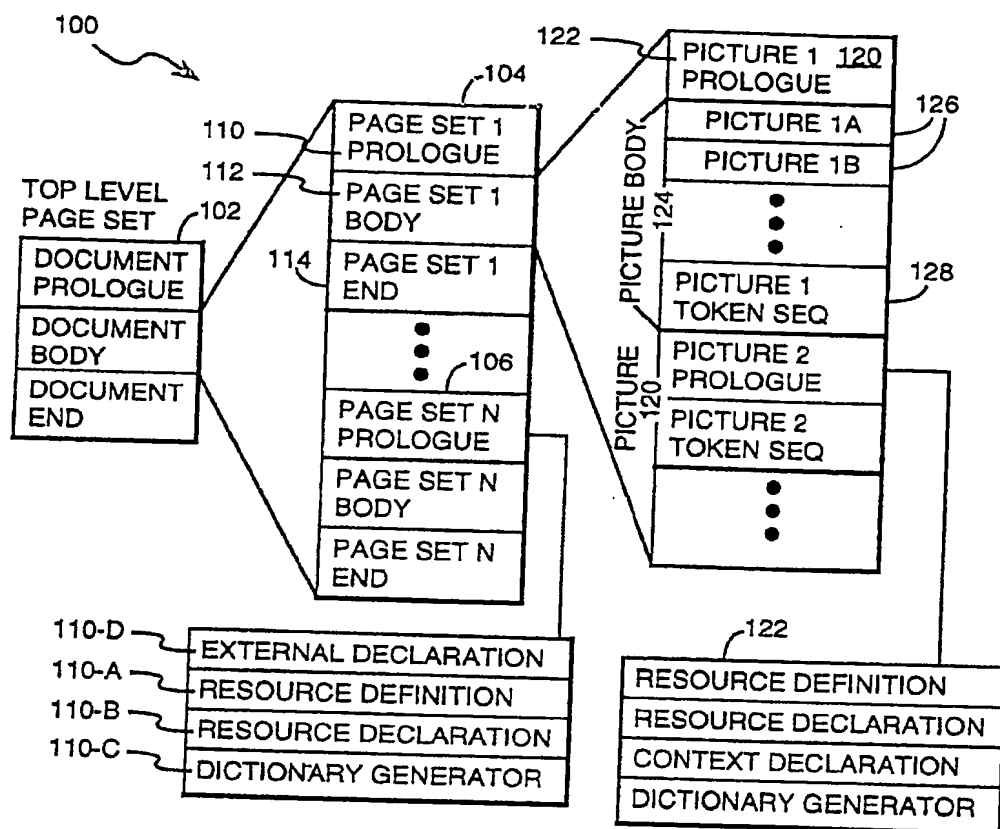 100
TOP LEVEL
PAGE SET
102
DOCUMENT
PROLOGUE
DOCUMENT
BODY
DOCUMENT
END
104
110
PAGE SET 1
PROLOGUE
112
PAGE SET 1
BODY
114
PAGE SET 1
END
106
PAGE SET N
PROLOGUE
PAGE SET N
BODY
PAGE SET N
END
122
PICTURE 1 120
PROLOGUE
126
PICTURE 1A
PICTURE 1B
PICTURE BODY
124
128
PICTURE 1
TOKEN SEQ
PICTURE
120
PICTURE 2
PROLOGUE
PICTURE 2
TOKEN SEQ
110-D
EXTERNAL DECLARATION
110-A
RESOURCE DEFINITION
110-B
RESOURCE DECLARATION
110-C
DICTIONARY GENERATOR
122
RESOURCE DEFINITION
RESOURCE DECLARATION
CONTEXT DECLARATION
DICTIONARY GENERATOR